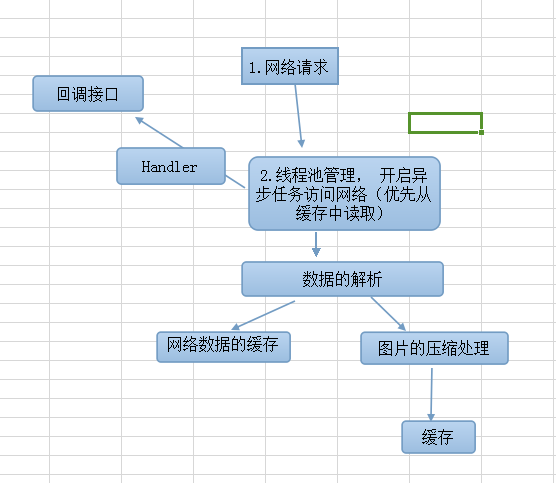 1.网络请求
回调接口
Handler
2.线程池管理， 开启异
步任务访问网络（优先从
缓存中读取）
数据的解析
网络数据的缓存
图片的压缩处理
缓存